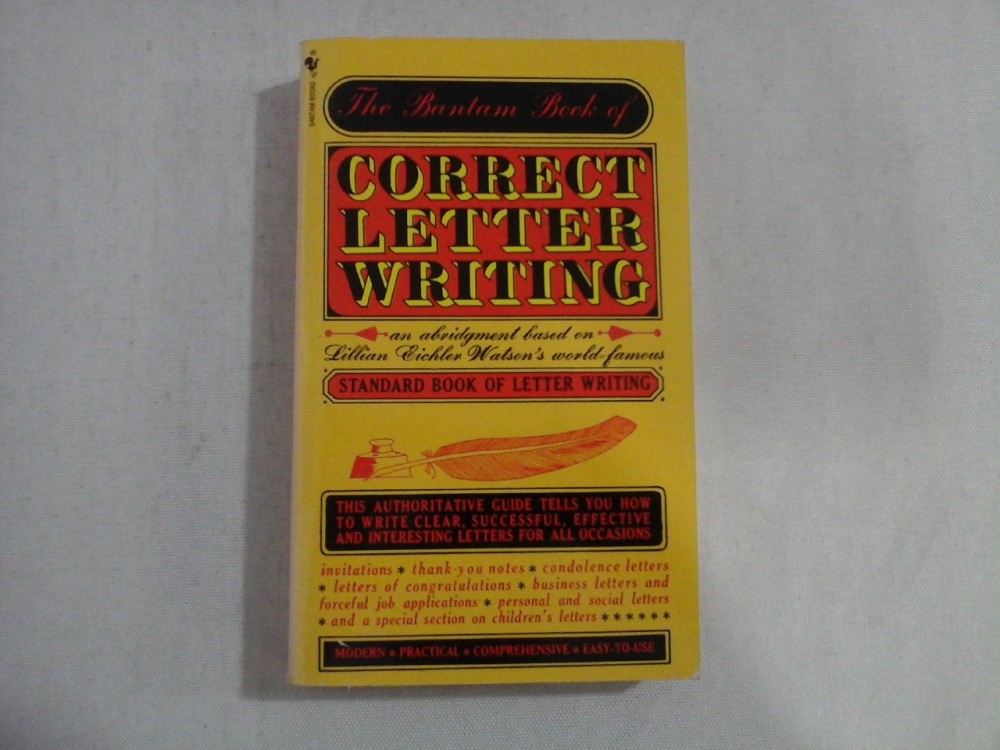 BANTAM BOOKS
The Bantam Book of
CORRECT
LETTER
WRITING
an abridgment based on
Lillian Eichler Watson's world-famous
STANDARD BOOK OF LETTER WRITING
THIS AUTHORITATIVE GUIDE TELLS YOU HOW
TO WRITE CLEAR, SUCCESSFUL, EFFECTIVE
AND INTERESTING LETTERS FOR ALL OCCASIONS
invitations * thank-you notes * condolence letters
* letters of congratulations * business letters and
forceful job applications * personal and social letters
* and a special section on children's letters * * * * * *
MODERN * PRACTICAL * COMPREHENSIVE * EASY-TO-USE